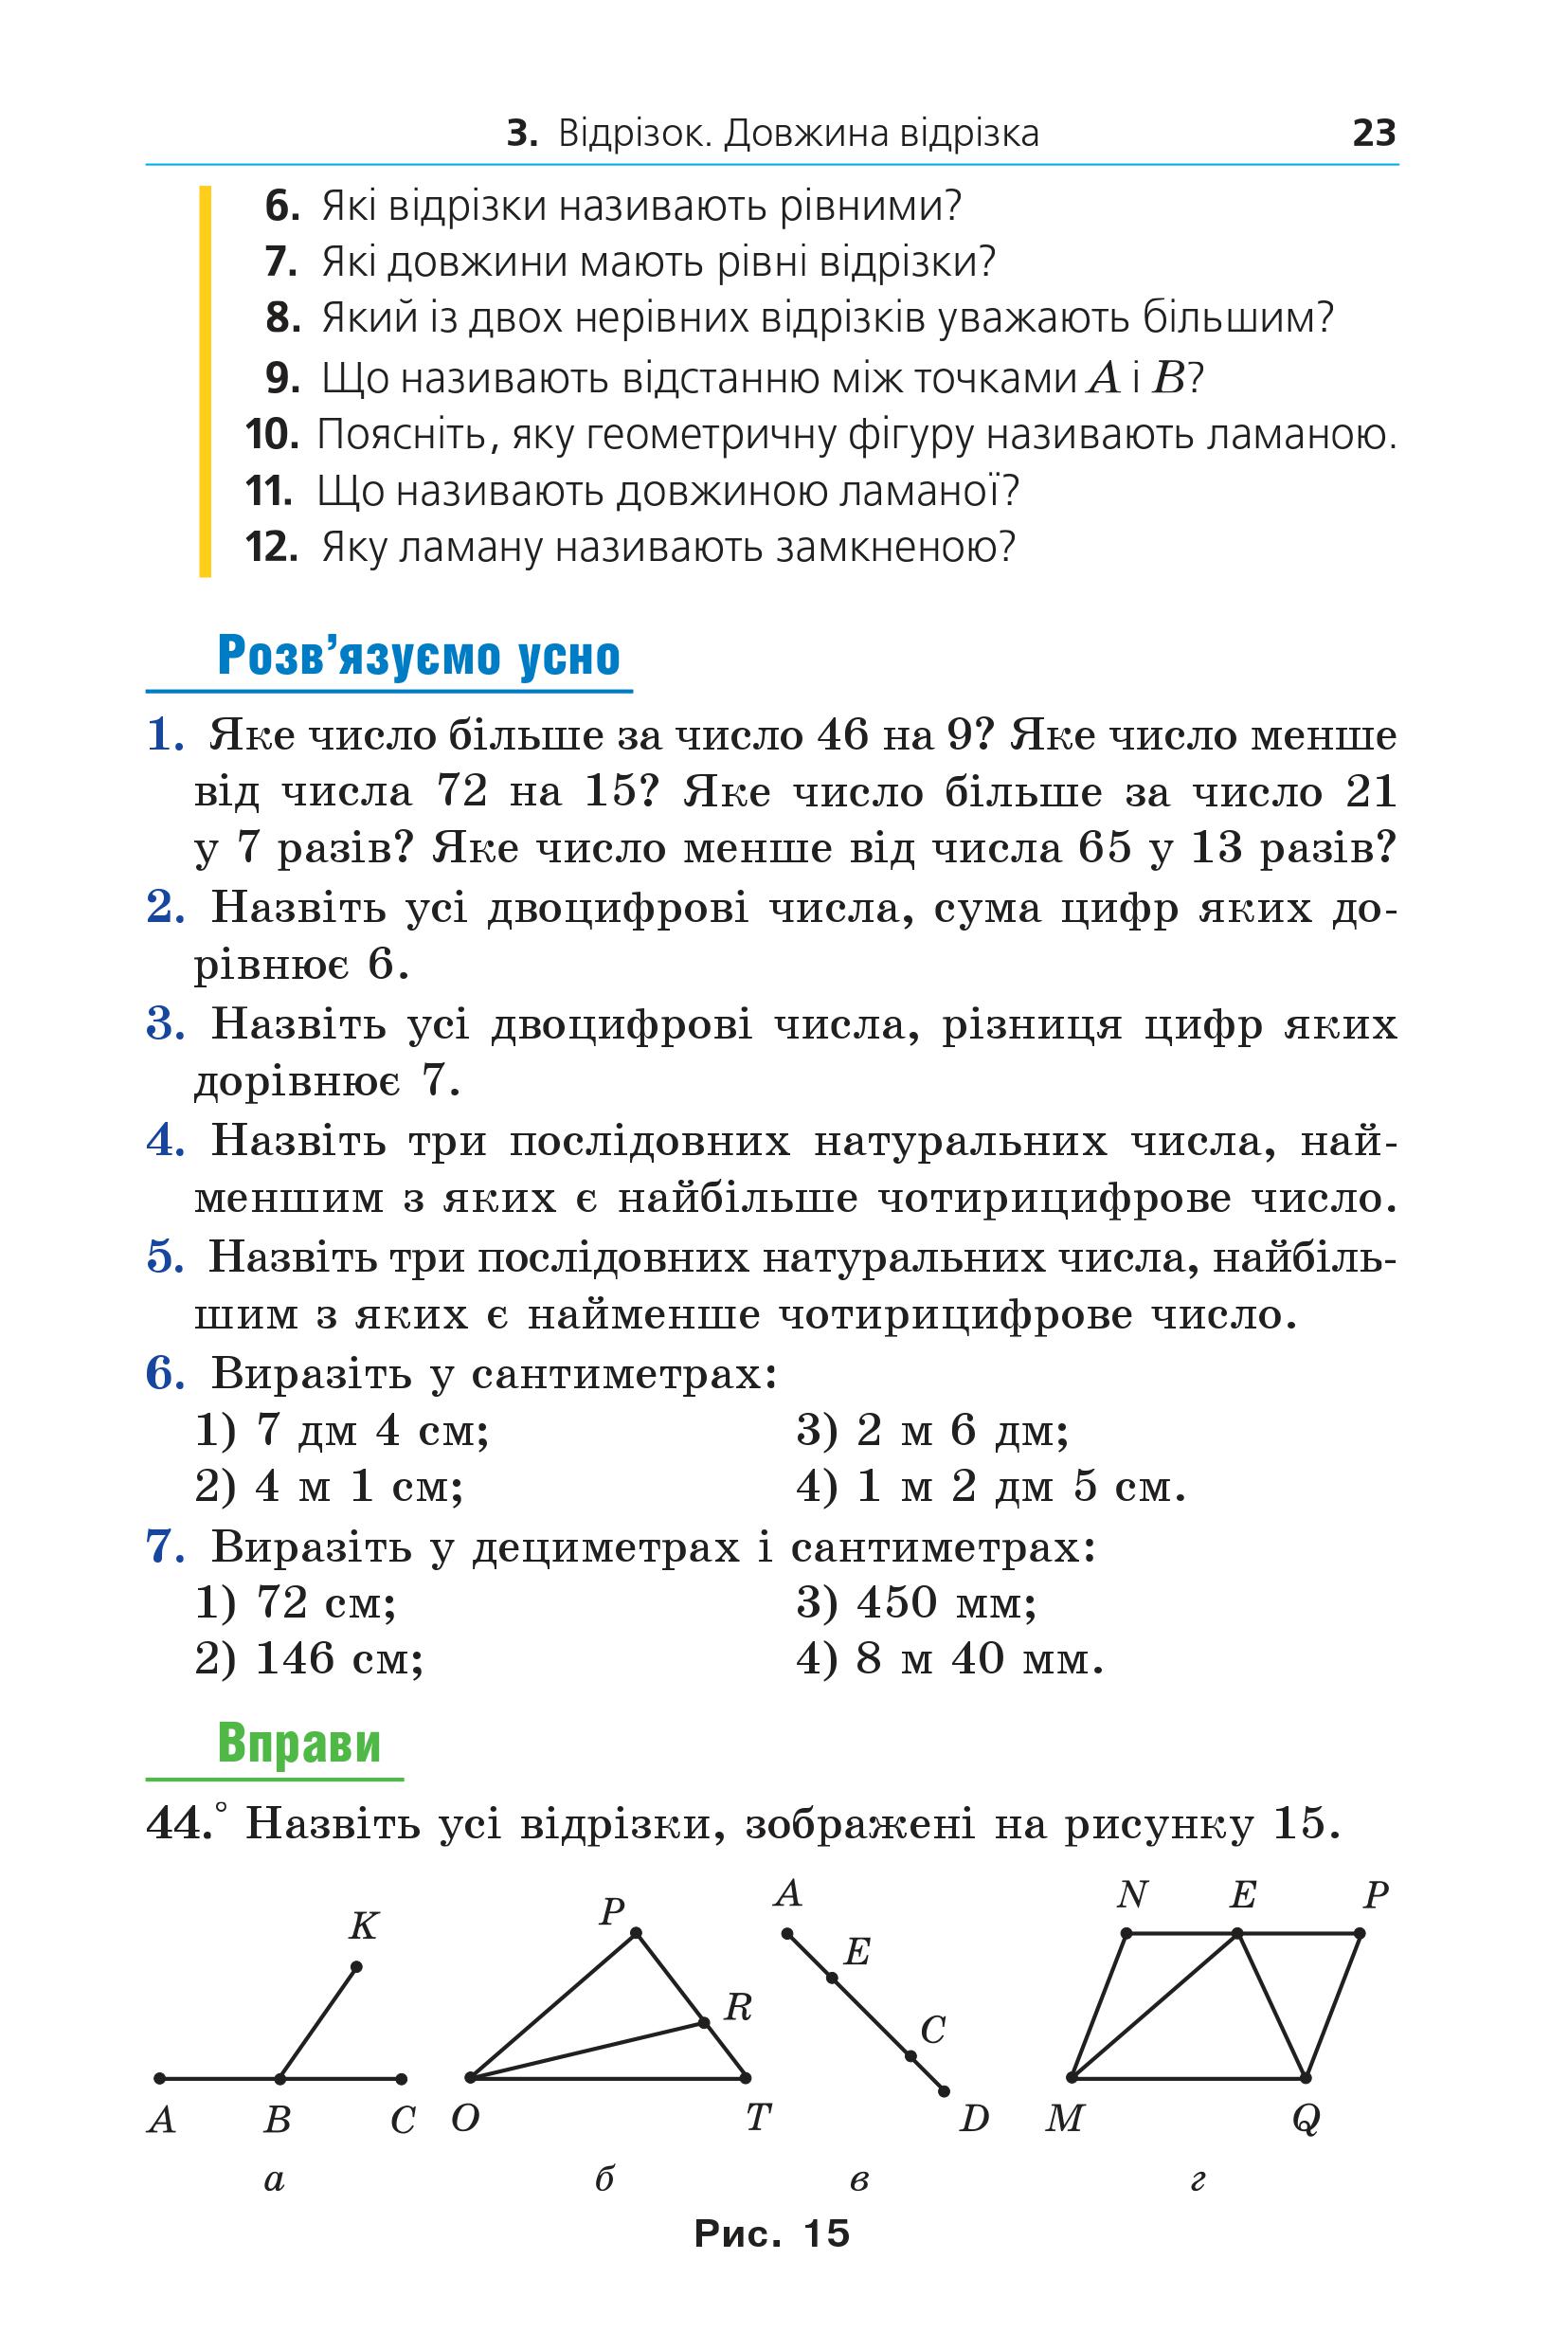 3. Відрізок. Довжина відрізка 23
6. Які відрізки називають рівними?
7. Які довжини мають рівні відрізки?
8. Який із двох нерівних відрізків уважають більшим?
9. Що називають відстанню між точками A і B?
10. Поясніть, яку геометричну фігуру називають ламаною.
11. Що називають довжиною ламаної?
12. Яку ламану називають замкненою?
Розв’язуємо усно
1. Яке число більше за число 46 на 9? Яке число менше
від числа 72 на 15? Яке число більше за число 21
у 7 разів? Яке число менше від числа 65 у 13 разів?
2. Назвіть усі двоцифрові числа, сума цифр яких до-
рівнює 6.
3. Назвіть усі двоцифрові числа, різниця цифр яких
дорівнює 7.
4. Назвіть три послідовних натуральних числа, най-
меншим з яких є найбільше чотирицифрове число.
5. Назвіть три послідовних натуральних числа, найбіль-
шим з яких є найменше чотирицифрове число.
6. Виразіть у сантиметрах:
1) 7 дм 4 см; 3) 2 м 6 дм;
2) 4 м 1 см; 4) 1 м 2 дм 5 см.
7. Виразіть у дециметрах і сантиметрах:
1) 72 см; 3) 450 мм;
2) 146 см; 4) 8 м 40 мм.
Вправи
44.° Назвіть усі відрізки, зображені на рисунку 15.
K
A B C
а
P
R
O T
б
A
E
C
D
в
N E P
M Q
г
Рис. 15